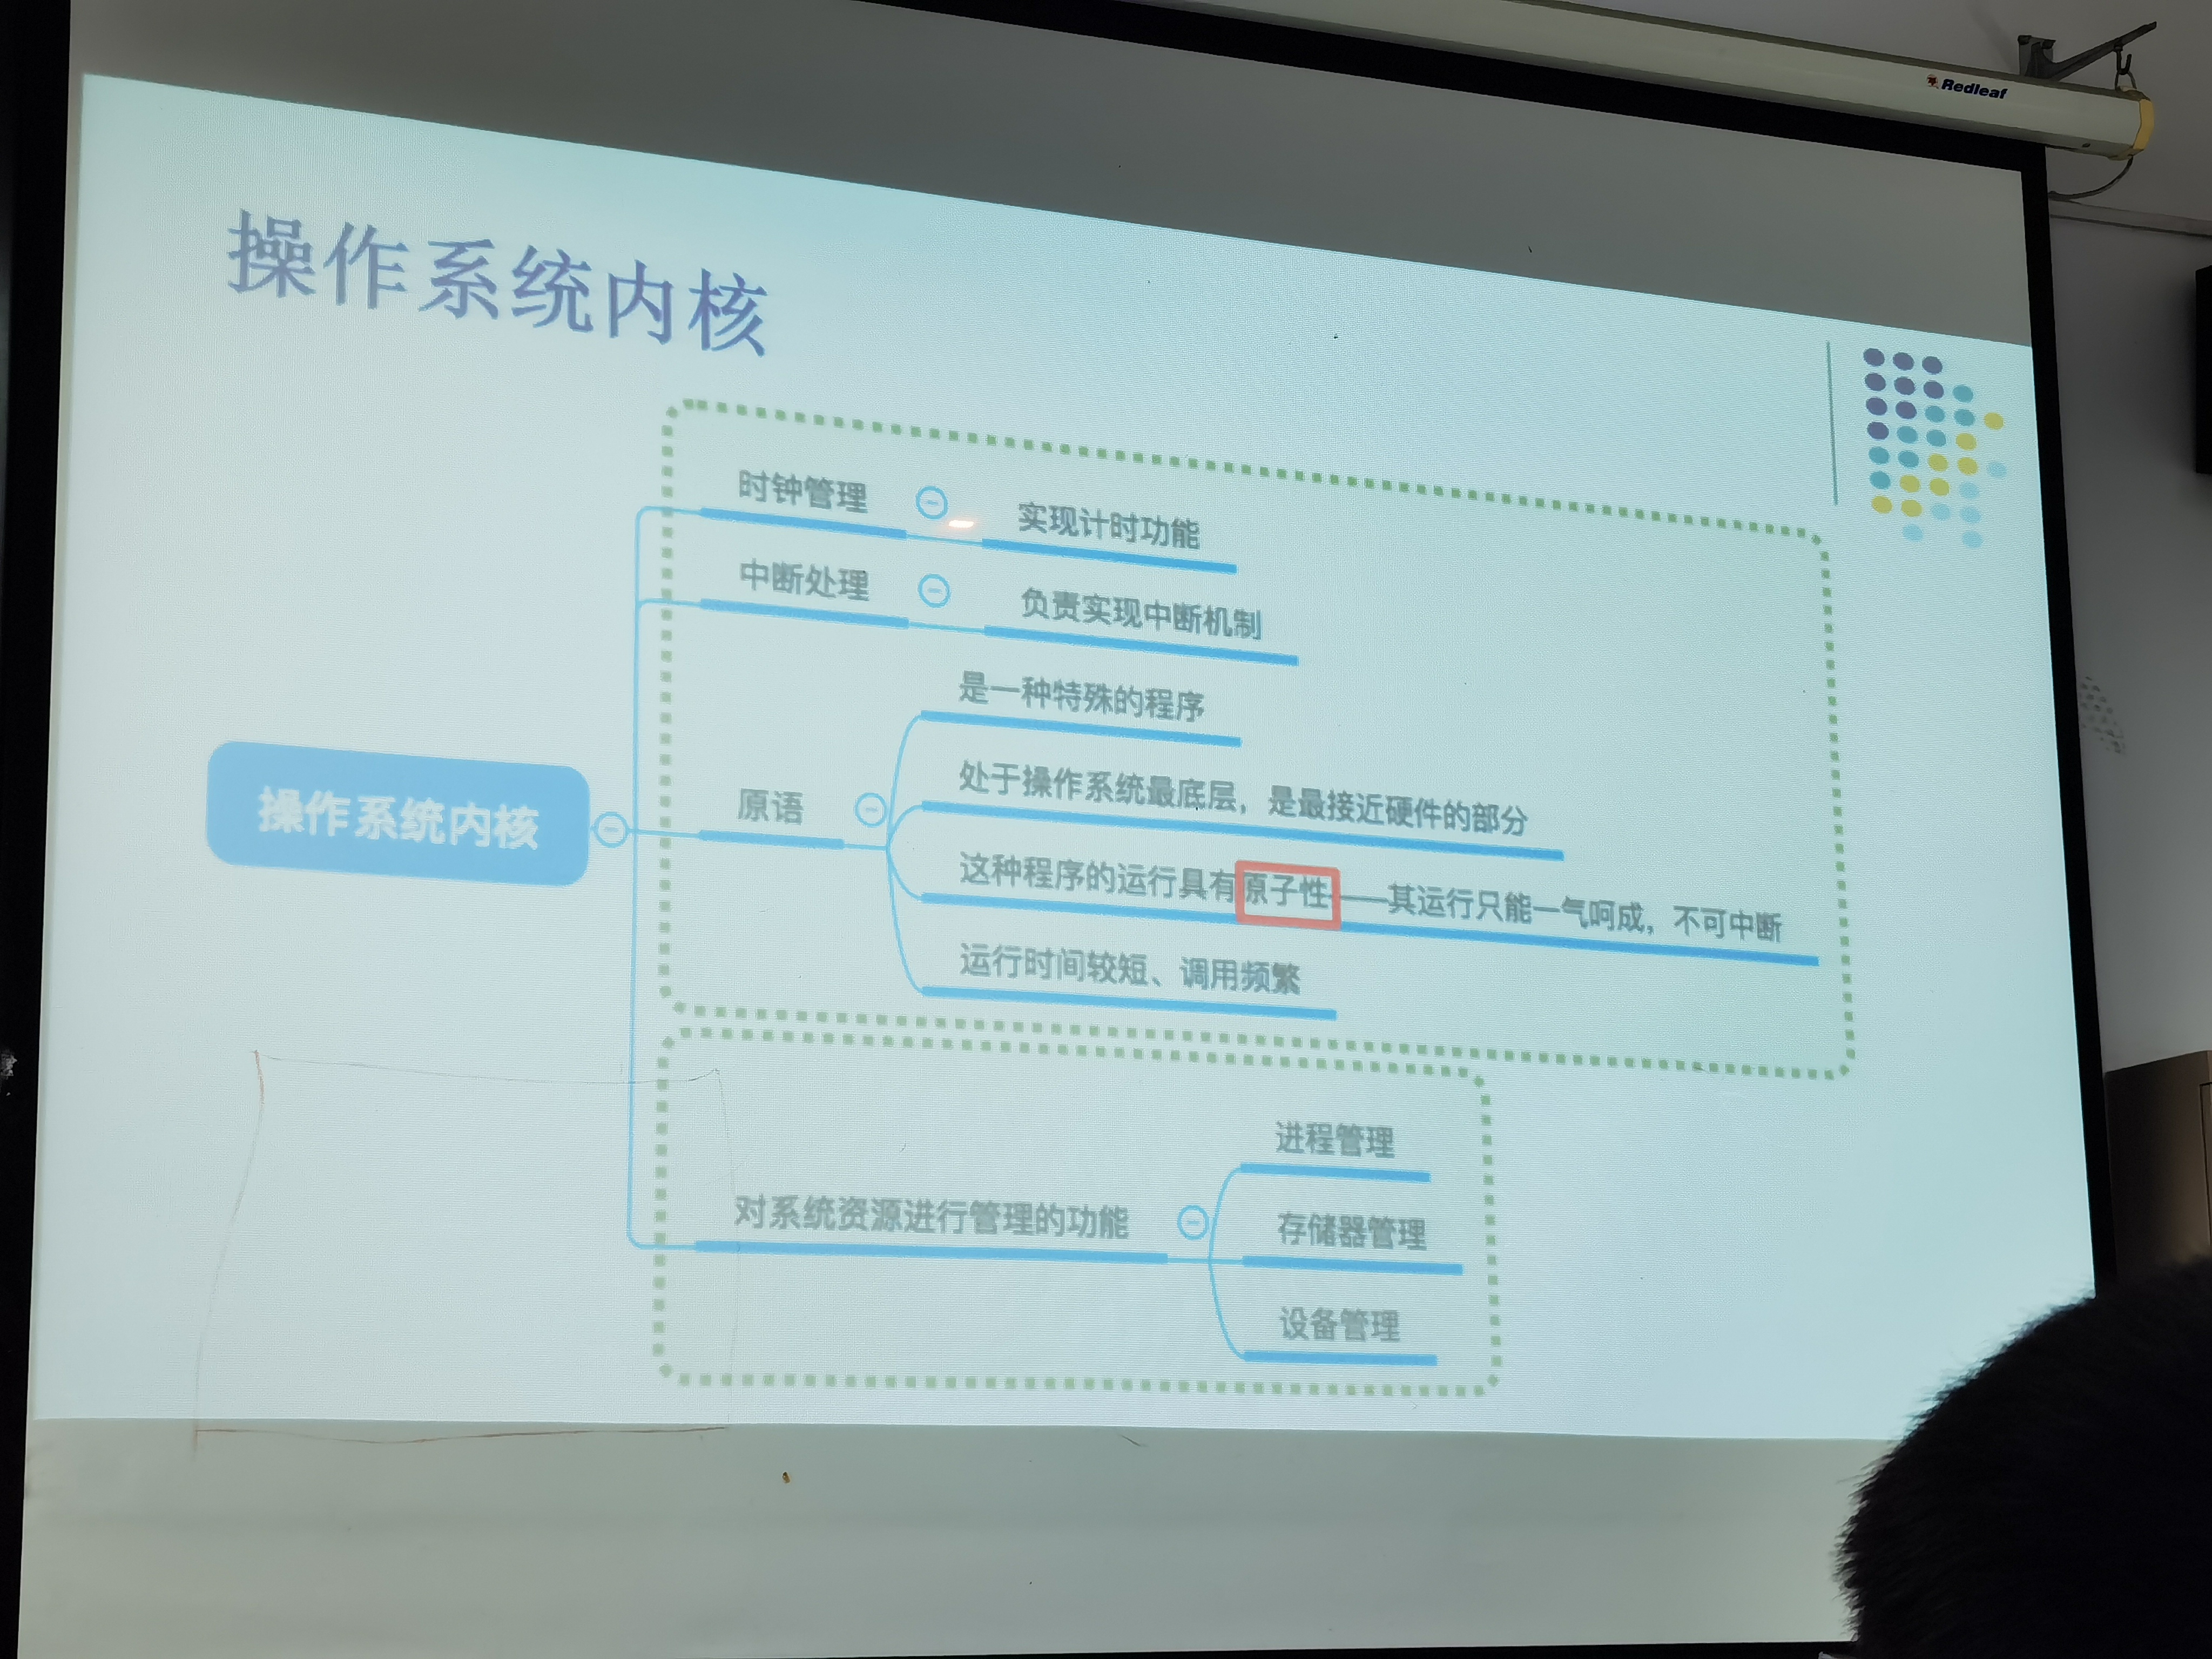 Redleaf
操作系统内核
时钟管理
实现计时功能
中断处理
负责实现中断机制
是一种特殊的程序
处于操作系统最底层，是最接近硬件的部分
操作系统内核
原语
这种程序的运行具有原子性——其运行只能一气呵成，不可中断
运行时间较短、调用频繁
进程管理
对系统资源进行管理的功能
存储器管理
设备管理